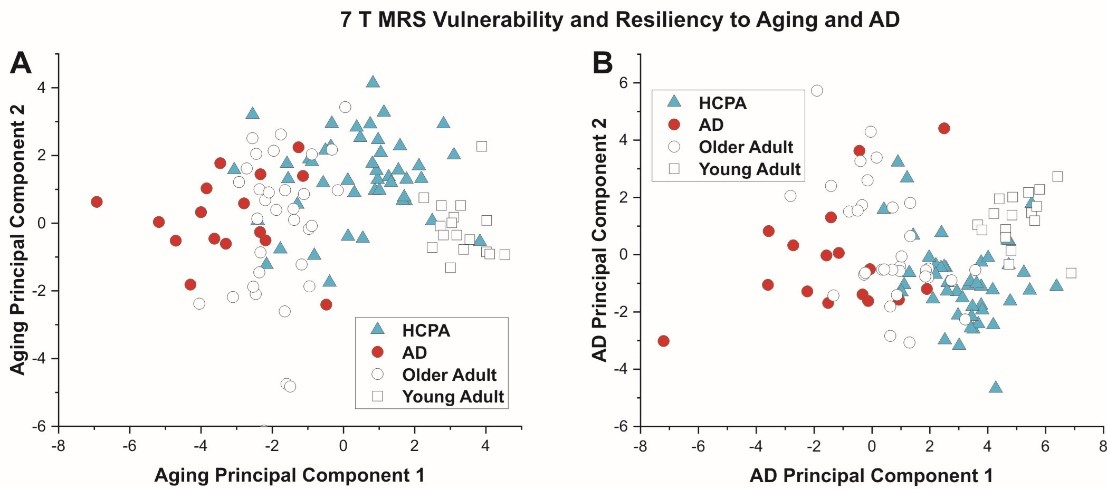 7 T MRS Vulnerability and Resiliency to Aging and AD
A
Aging Principal Component 2
4
2
0
-2
-4
-6
-8
-6
-4
-2
0
2
4
Aging Principal Component 1
HCPA
AD
Older Adult
Young Adult
B
AD Principal Component 2
6
4
2
0
-2
-4
-6
-8
-6
-4
-2
0
2
4
6
8
AD Principal Component 1
HCPA
AD
Older Adult
Young Adult